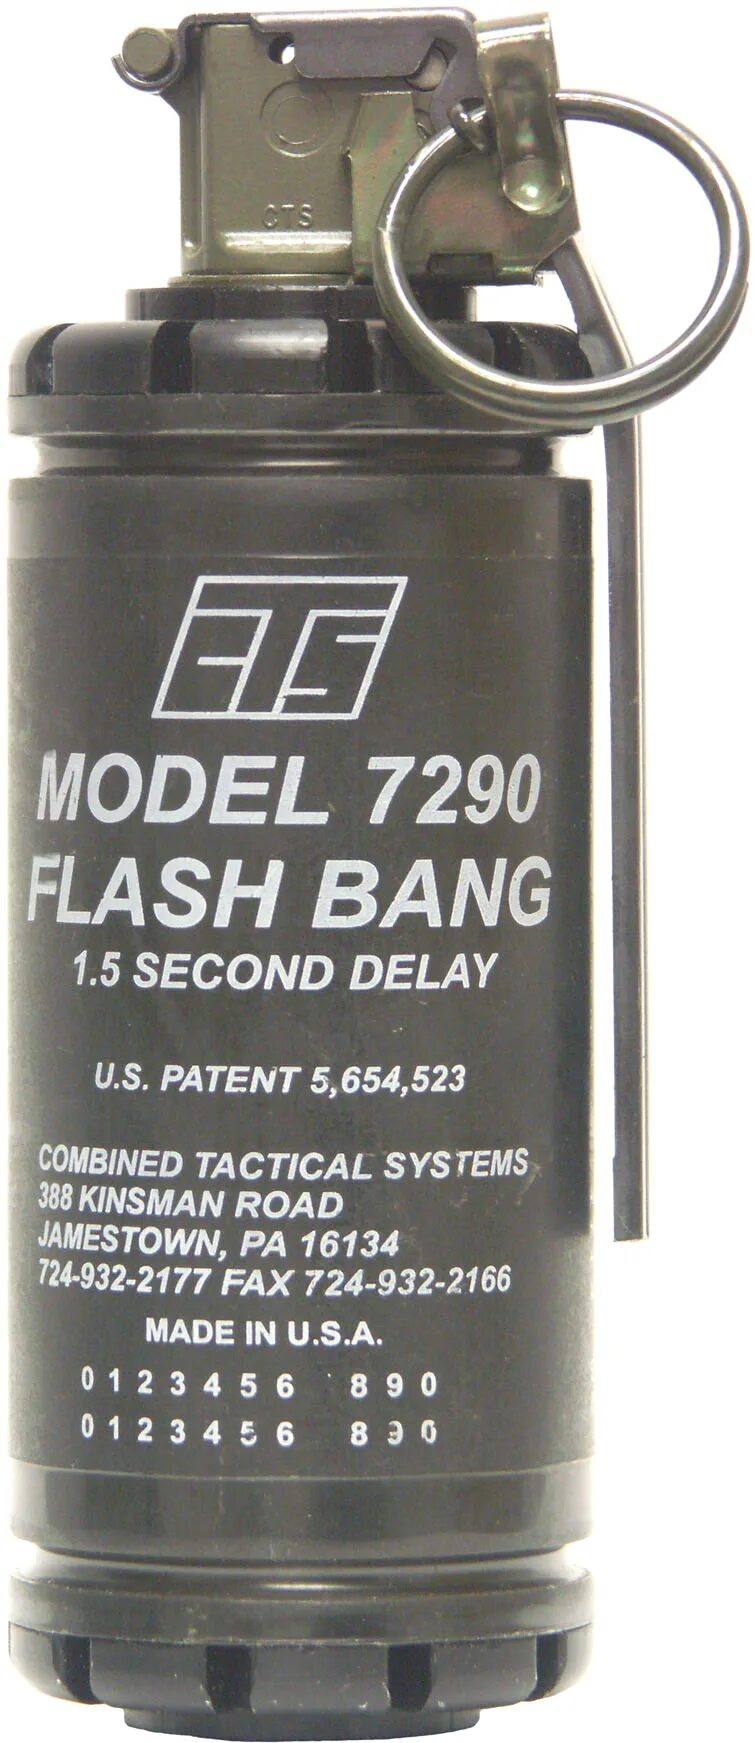 CTS
CTS
MODEL 7290
FLASH BANG
1.5 SECOND DELAY
U.S. PATENT 5,654,523
COMBINED TACTICAL SYSTEMS
388 KINSMAN ROAD
JAMESTOWN, PA 16134
724-932-2177 FAX 724-932-2166
MADE IN U.S.A.
0 1 2 3 4 5 6 8 9 0
0 1 2 3 4 5 6 8 9 0